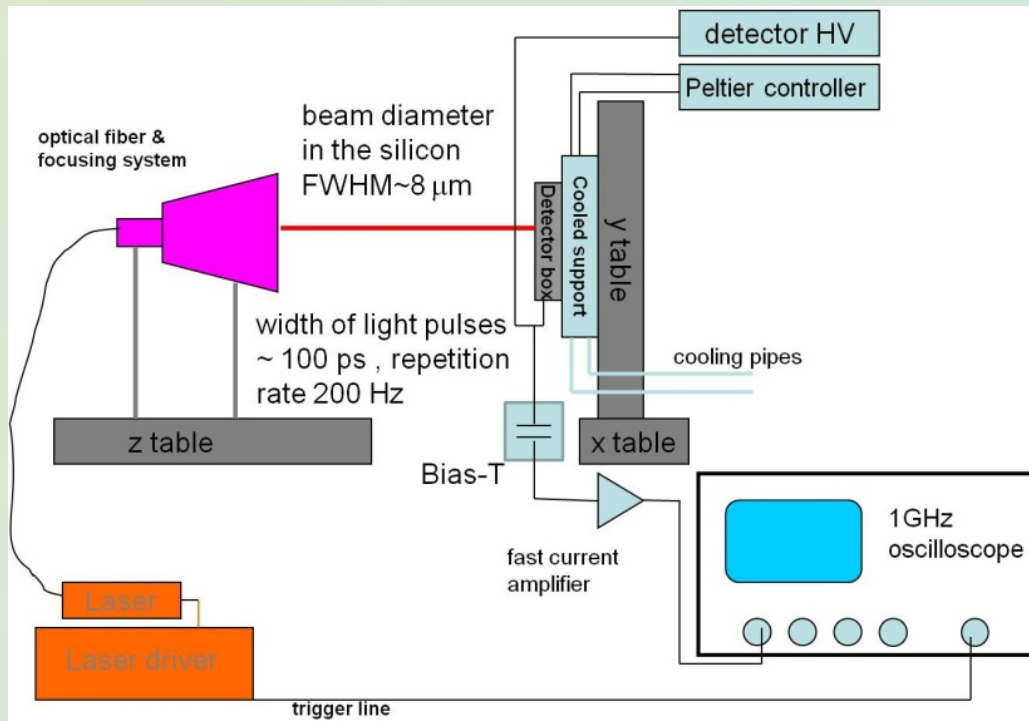 detector HV
Peltier controller
optical fiber &
focusing system
beam diameter
in the silicon
FWHM~8 μm
Detector box
Cooled support
y table
width of light pulses
~ 100 ps , repetition
rate 200 Hz
cooling pipes
z table
x table
Bias-T
1GHz
oscilloscope
fast current
amplifier
Laser
Laser driver
trigger line